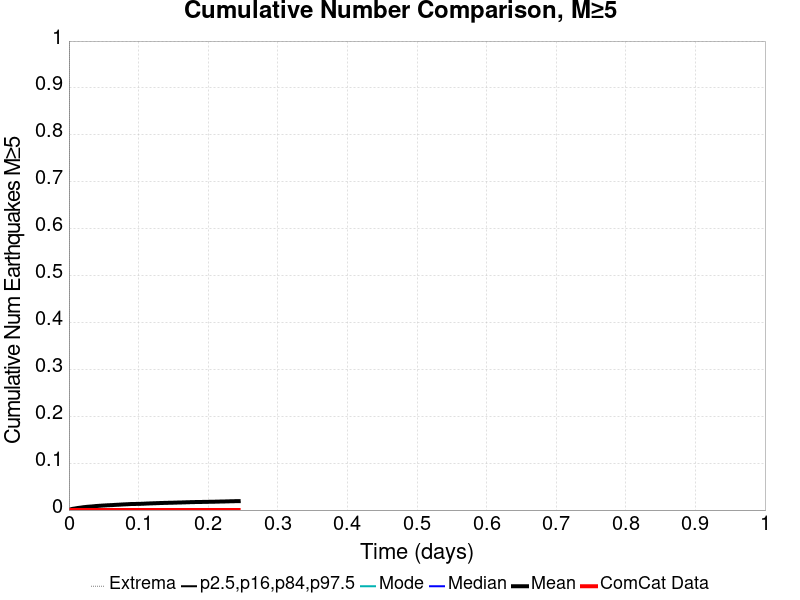 Cumulative Number Comparison, M≥5
Cumulative Num Earthquakes M≥5
1
0.9
0.8
0.7
0.6
0.5
0.4
0.3
0.2
0.1
0
0 0.1 0.2 0.3 0.4 0.5 0.6 0.7 0.8 0.9 1
Time (days)
Extrema p2.5,p16,p84,p97.5 Mode Median Mean ComCat Data